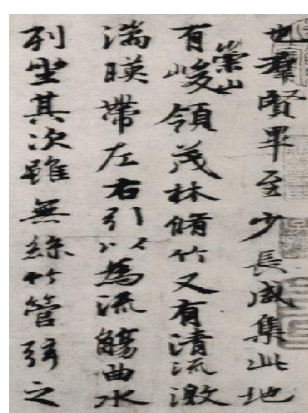 也羣賢畢至少長咸集此地
有崇山峻領茂林脩竹又有清流激
湍暎帶左右引以為流觴曲水
列坐其次雖無絲竹管弦之